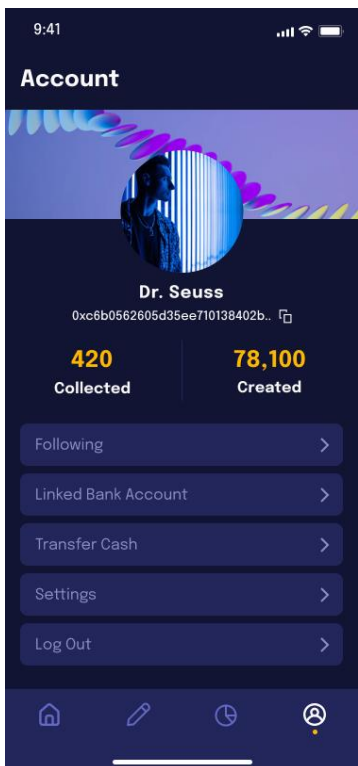 9:41
Account
Dr. Seuss
0xc6b0562605d35ee710138402b..
420
78,100
Collected
Created
Following
Linked Bank Account
Transfer Cash
Settings
Log Out